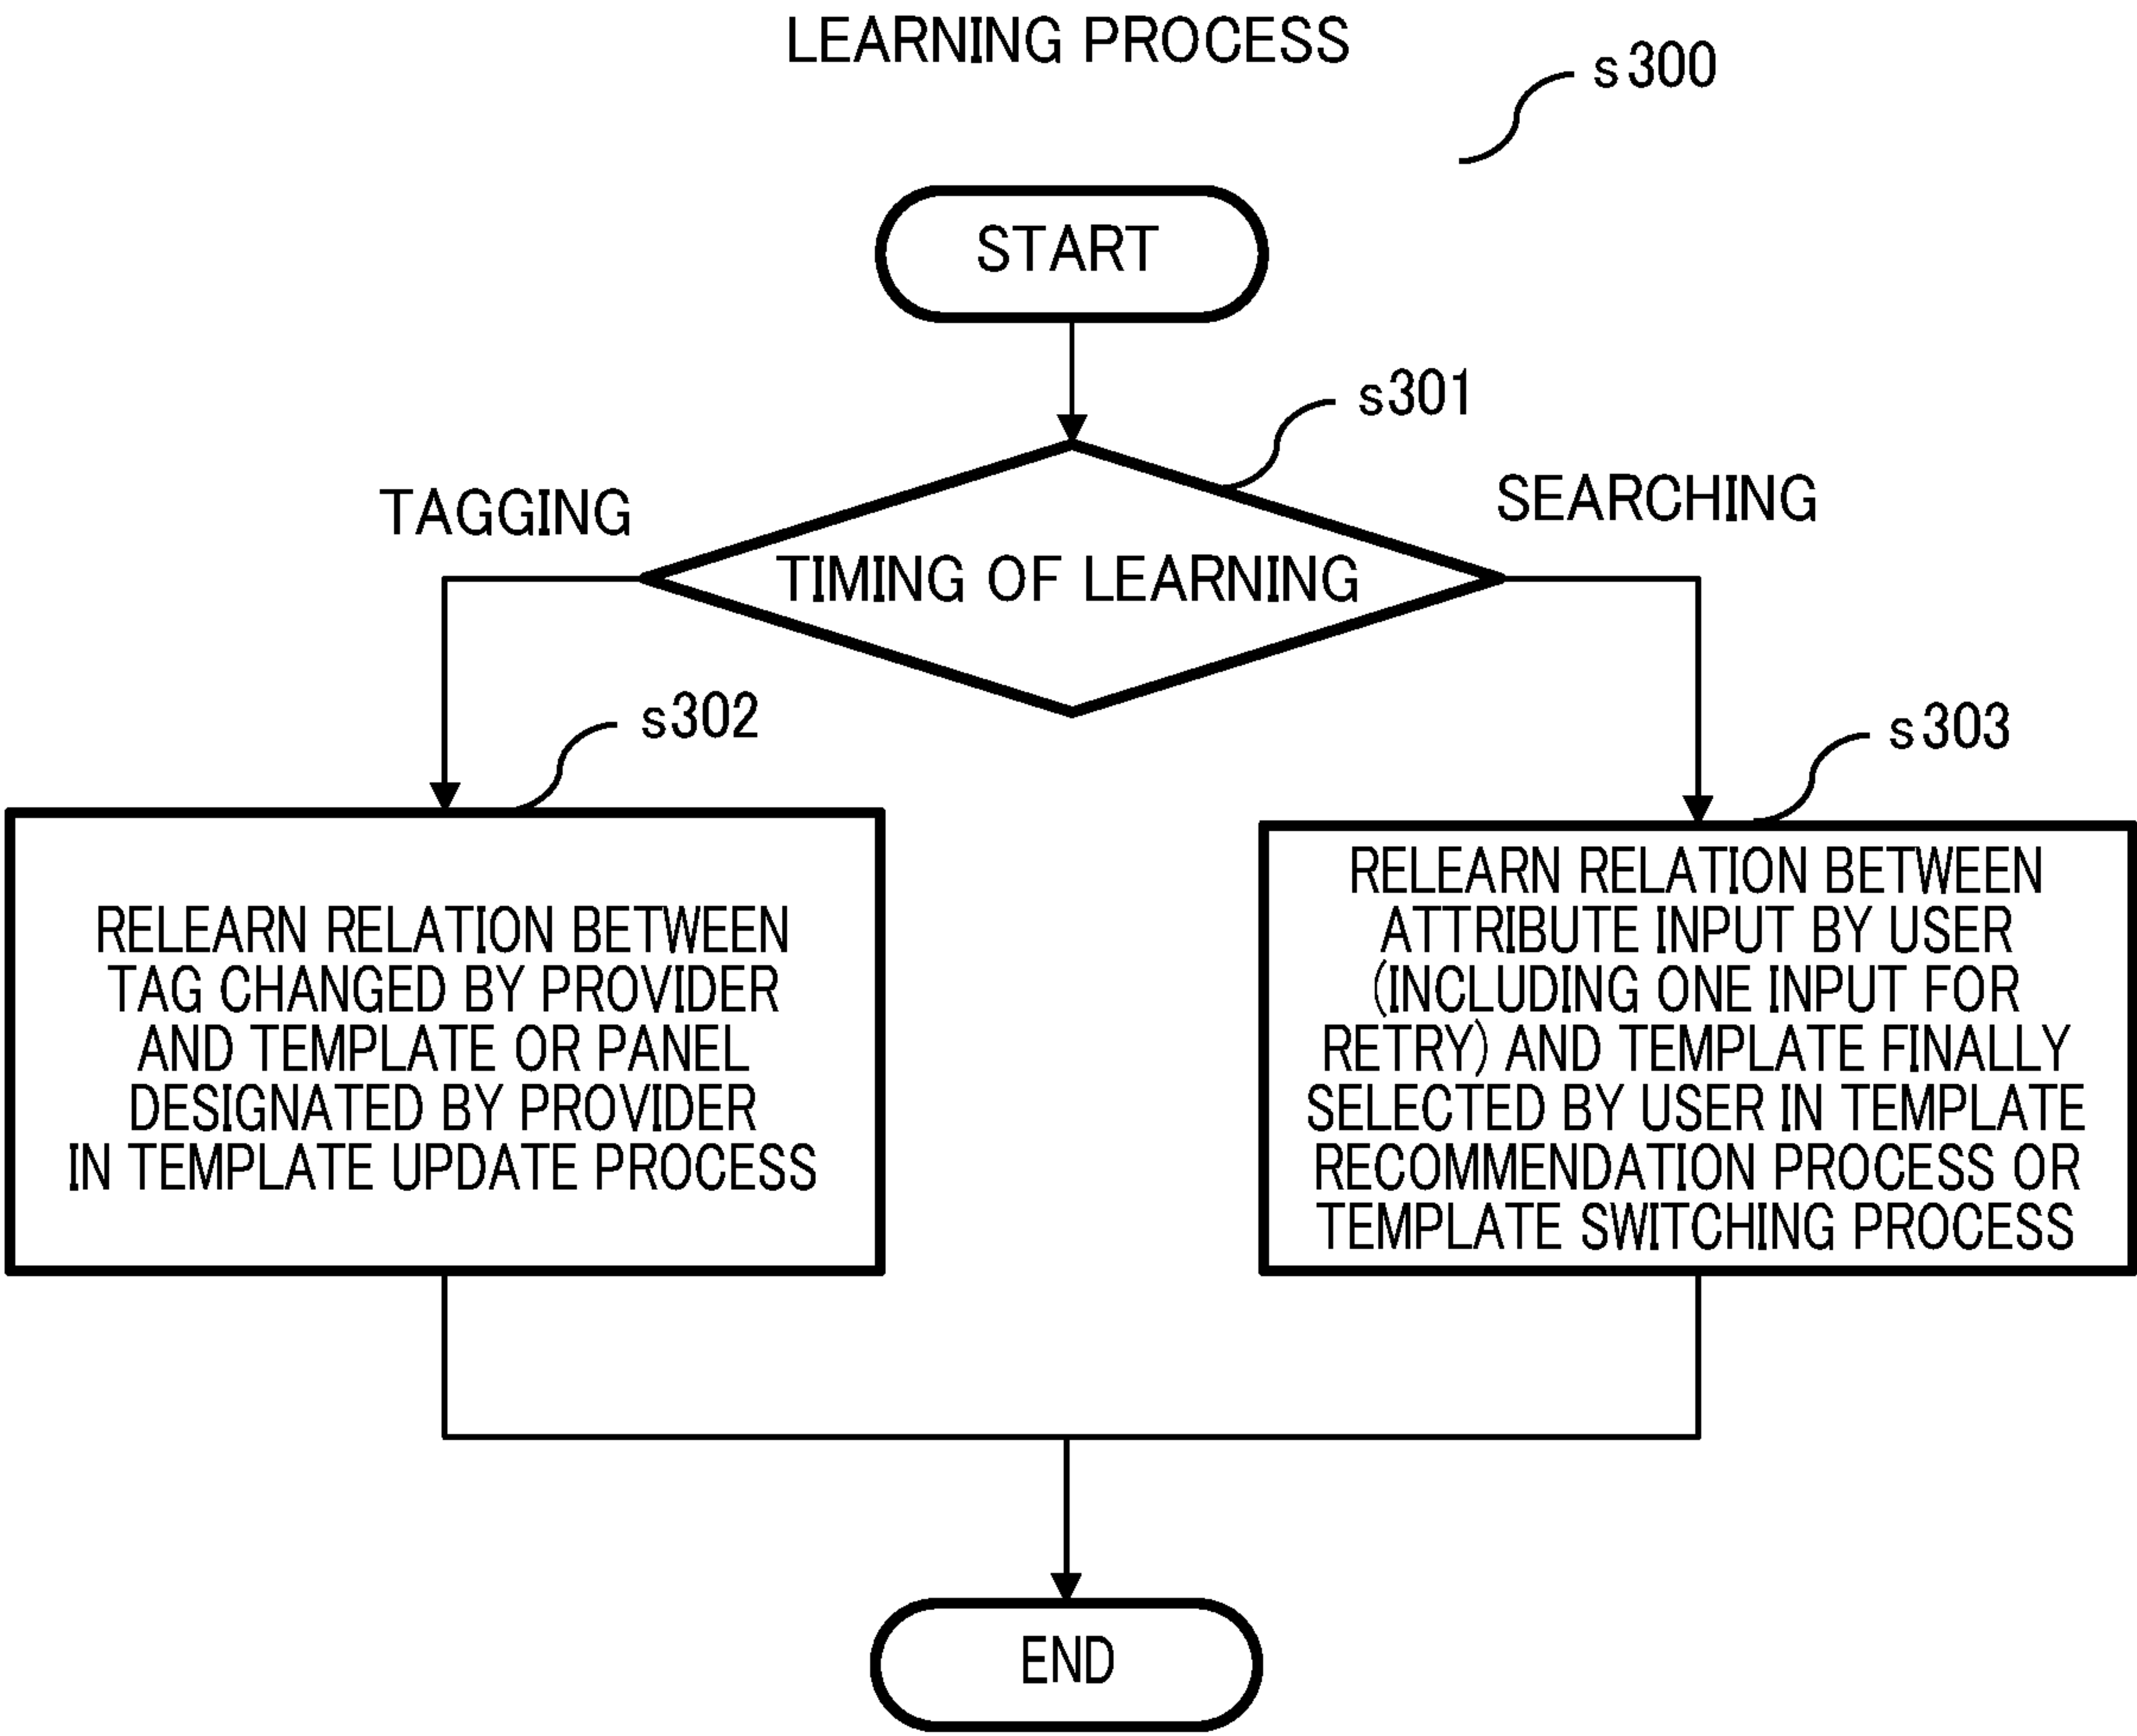 LEARNING PROCESS
s300
START
s301
TAGGING
SEARCHING
TIMING OF LEARNING
s302
s303
RELEARN RELATION BETWEEN
TAG CHANGED BY PROVIDER
AND TEMPLATE OR PANEL
DESIGNATED BY PROVIDER
IN TEMPLATE UPDATE PROCESS
RELEARN RELATION BETWEEN
ATTRIBUTE INPUT BY USER
(INCLUDING ONE INPUT FOR
RETRY) AND TEMPLATE FINALLY
SELECTED BY USER IN TEMPLATE
RECOMMENDATION PROCESS OR
TEMPLATE SWITCHING PROCESS
END